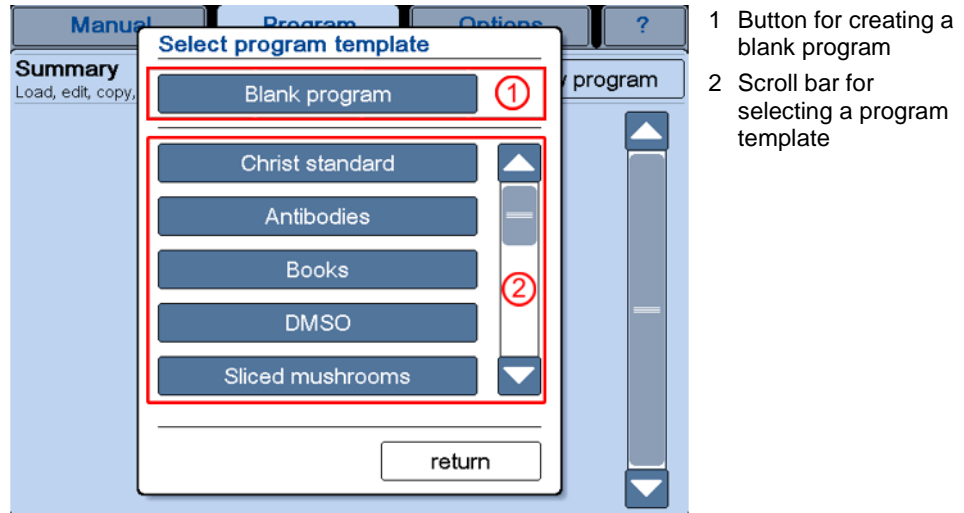 Manual Program Options ?
Select program template
Summary
Load, edit, copy,
program
Blank program 1
Christ standard
Antibodies
Books
2
DMSO
Sliced mushrooms
return
1 Button for creating a
blank program
2 Scroll bar for
selecting a program
template